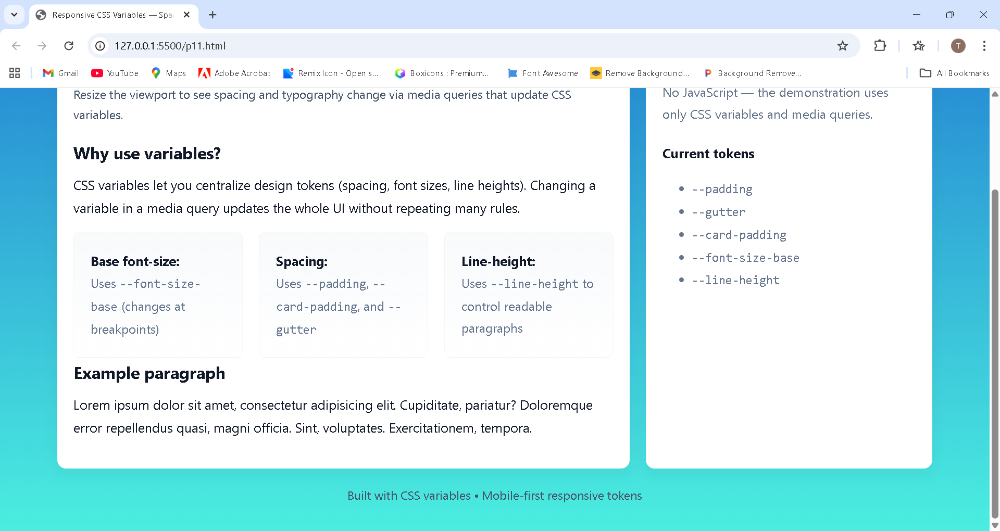 Responsive CSS Variables — Spa
127.0.0.1:5500/p11.html
T
Gmail
YouTube
Maps
Adobe Acrobat
Remix Icon - Open s...
Boxicons : Premium...
Font Awesome
Remove Background...
Background Remove...
All Bookmarks
Resize the viewport to see spacing and typography change via media queries that update CSS
variables.
Why use variables?
CSS variables let you centralize design tokens (spacing, font sizes, line heights). Changing a
variable in a media query updates the whole UI without repeating many rules.
Base font-size:
Uses --font-size-
base (changes at
breakpoints)
Spacing:
Uses --padding, --
card-padding, and --
gutter
Line-height:
Uses --line-height to
control readable
paragraphs
Example paragraph
Lorem ipsum dolor sit amet, consectetur adipisicing elit. Cupiditate, pariatur? Doloremque
error repellendus quasi, magni officia. Sint, voluptates. Exercitationem, tempora.
No JavaScript — the demonstration uses
only CSS variables and media queries.
Current tokens
• --padding
• --gutter
• --card-padding
• --font-size-base
• --line-height
Built with CSS variables • Mobile-first responsive tokens